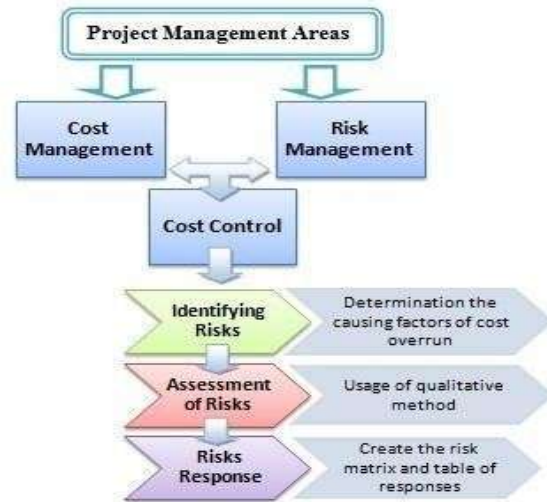 Project Management Areas
Cost
Management
Risk
Management
Cost Control
Identifying
Risks
Determination the
causing factors of cost
overrun
Assessment
of Risks
Usage of qualitative
method
Risks
Response
Create the risk
matrix and table of
responses